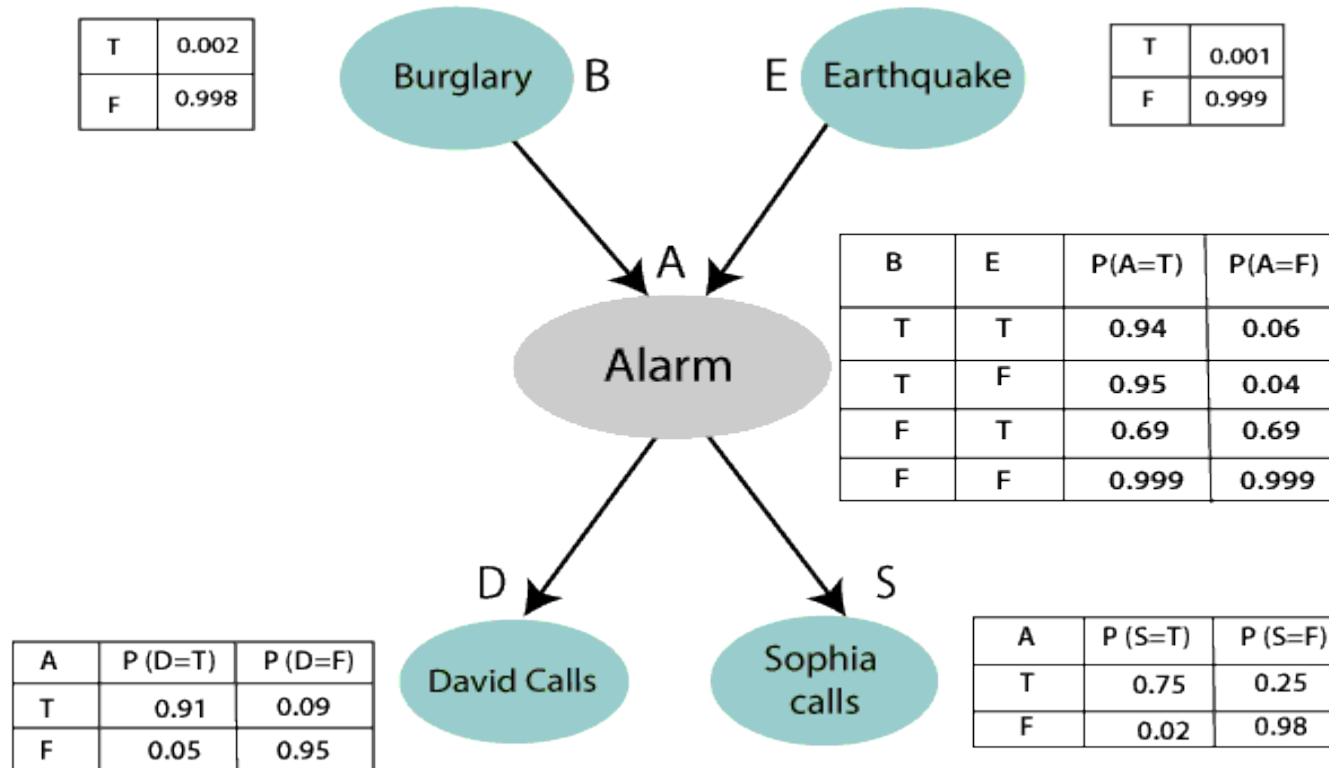 T 0.002
F 0.998
Burglary B
E Earthquake
T 0.001
F 0.999
A
Alarm
B E P(A=T) P(A=F)
T T 0.94 0.06
T F 0.95 0.04
F T 0.69 0.69
F F 0.999 0.999
D
S
A P (D=T) P (D=F)
T 0.91 0.09
F 0.05 0.95
David Calls
Sophia
calls
A P (S=T) P (S=F)
T 0.75 0.25
F 0.02 0.98